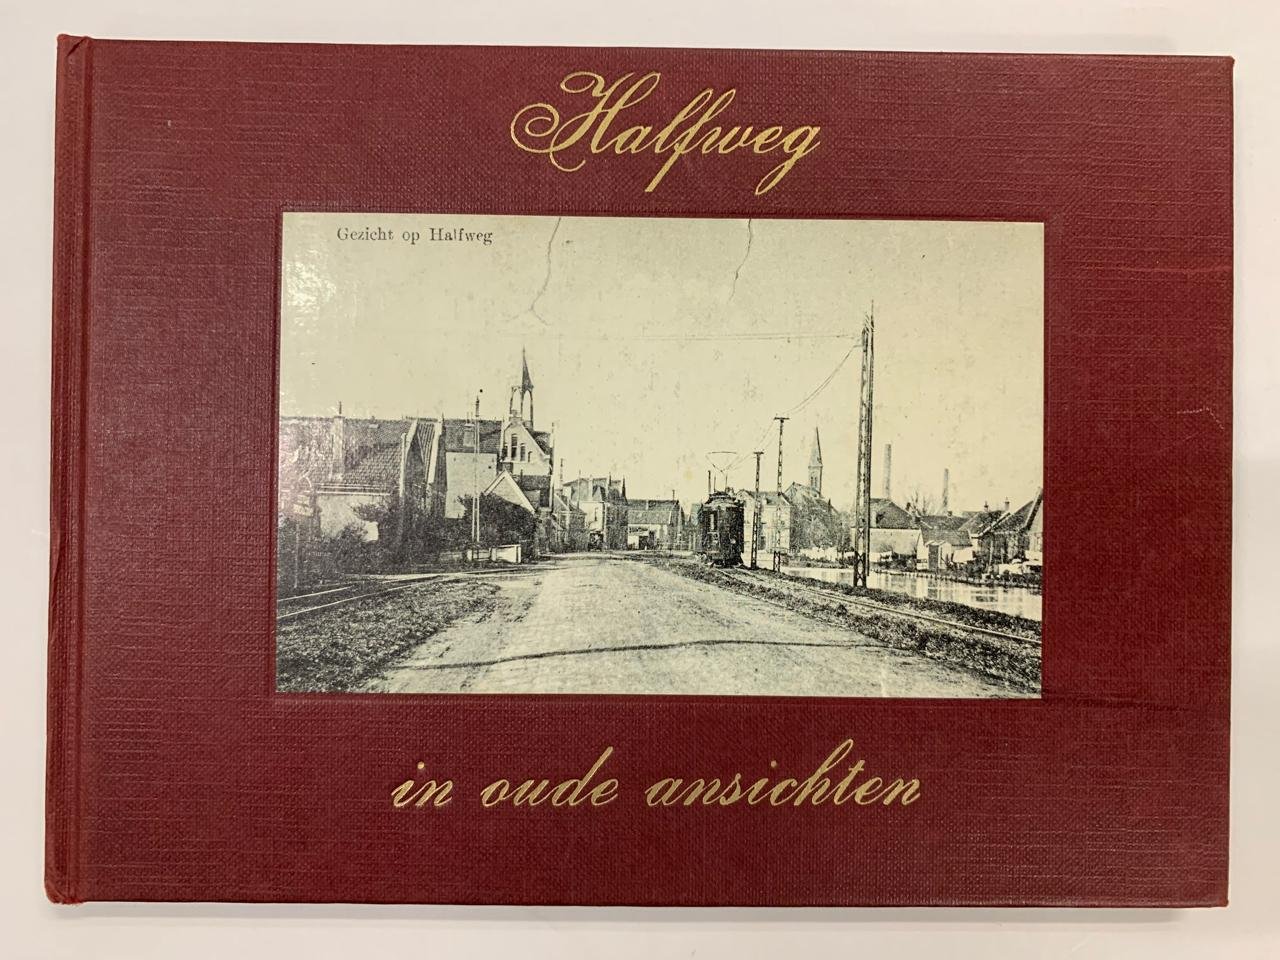 Halfweg
Gezicht op Halfweg
in oude ansichten